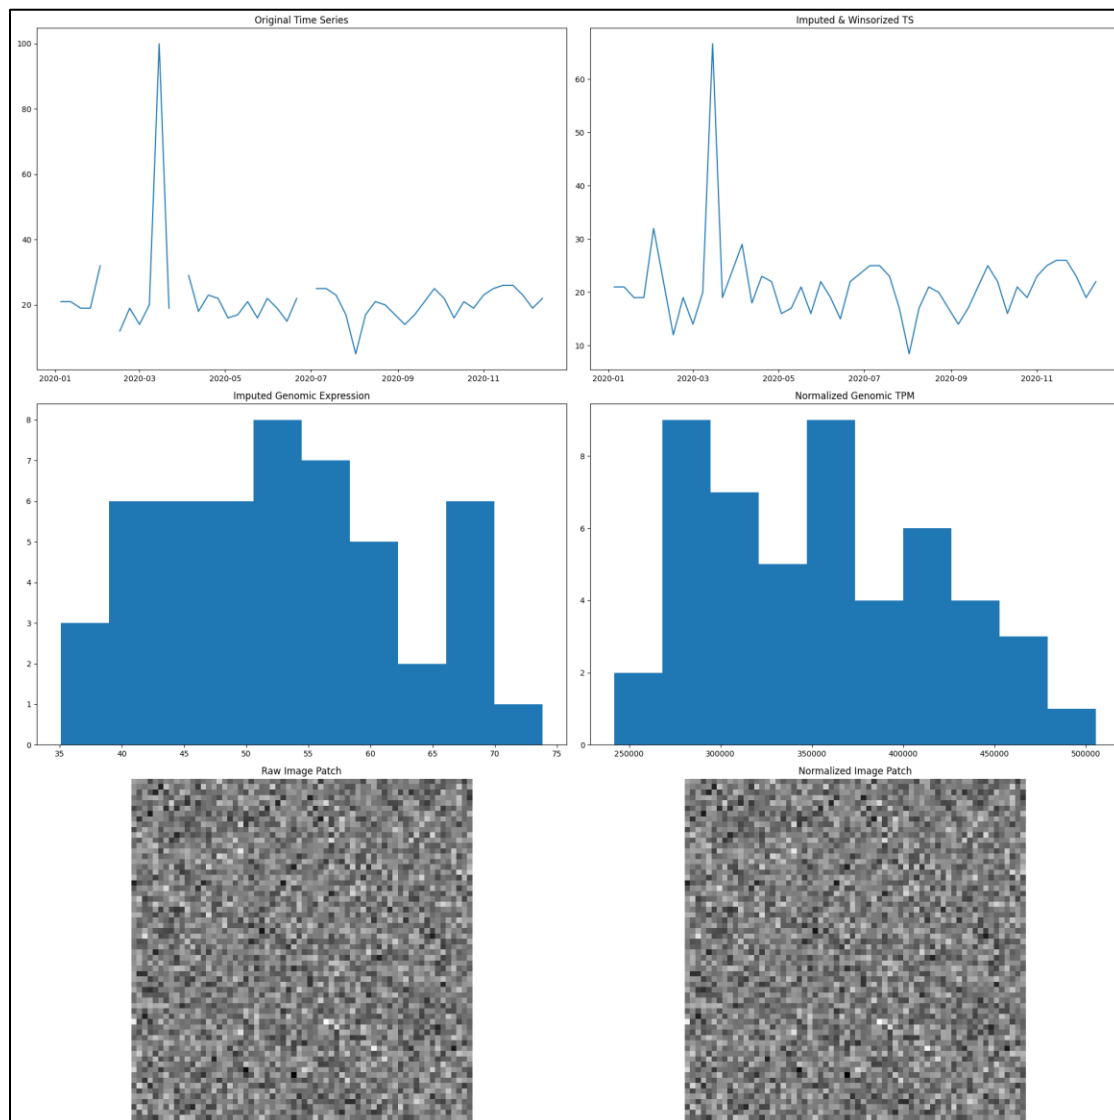 Original Time Series
100
80
60
40
20
2020-01 2020-03 2020-05 2020-07 2020-09 2020-11
Imputed & Winsorized TS
60
50
40
30
20
10
2020-01 2020-03 2020-05 2020-07 2020-09 2020-11
Imputed Genomic Expression
8
7
6
5
4
3
2
1
0
35 40 45 50 55 60 65 70 75
Normalized Genomic TPM
8
6
4
2
0
250000 300000 350000 400000 450000 500000
Raw Image Patch
Normalized Image Patch